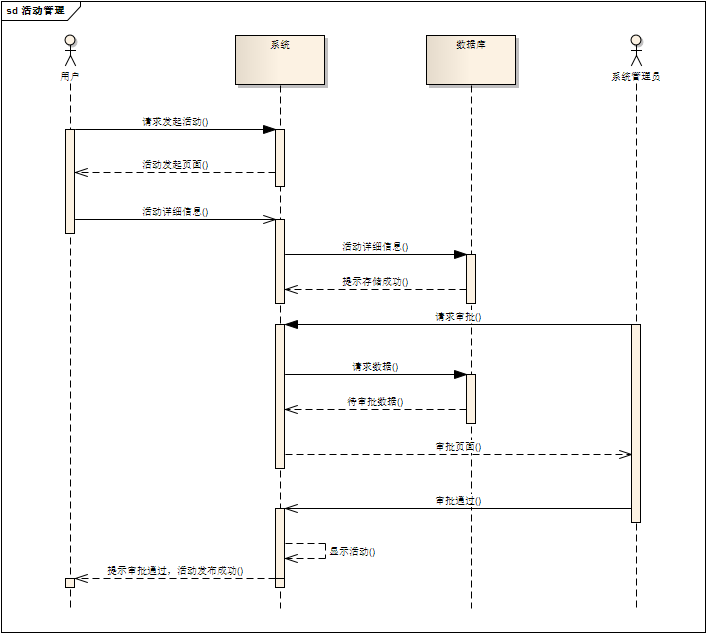 sd 活动管理
用户
系统
数据库
系统管理员
请求发起活动()
活动发起页面()
活动详细信息()
活动详细信息()
提示存储成功()
请求审批()
请求数据()
待审批数据()
审批页面()
审批通过()
显示活动()
提示审批通过，活动发布成功()